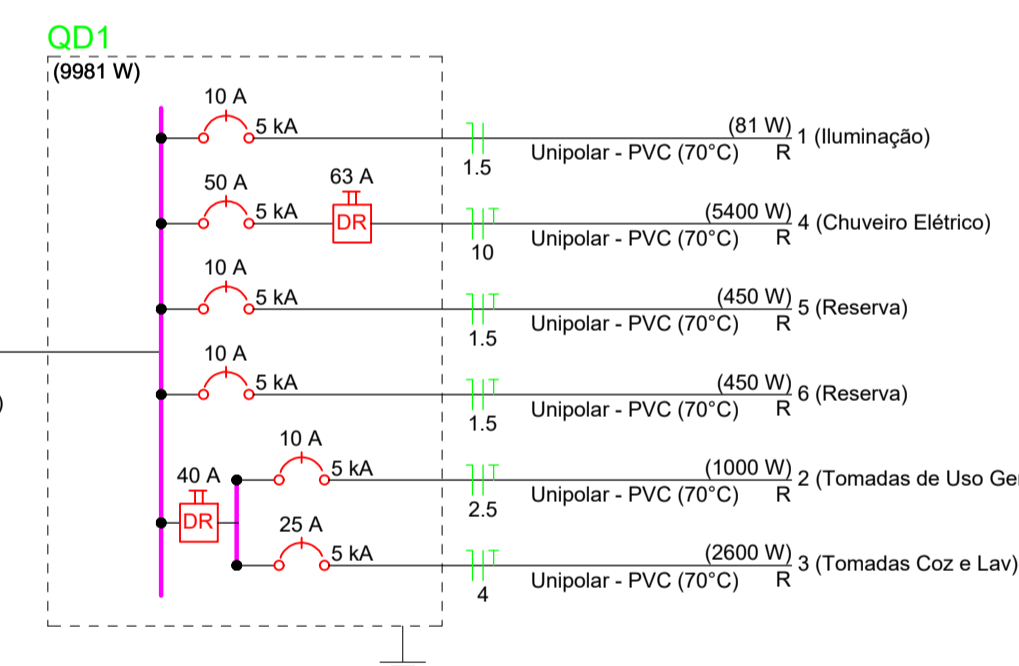 QD1
(9981 W)
10 A
5 kA
1.5
(81 W)
Unipolar - PVC (70°C)
R
1 (Iluminação)
50 A
5 kA
63 A
DR
10
(5400 W)
Unipolar - PVC (70°C)
R
4 (Chuveiro Elétrico)
10 A
5 kA
1.5
(450 W)
Unipolar - PVC (70°C)
R
5 (Reserva)
10 A
5 kA
1.5
(450 W)
Unipolar - PVC (70°C)
R
6 (Reserva)
)
40 A
DR
10 A
5 kA
2.5
(1000 W)
Unipolar - PVC (70°C)
R
2 (Tomadas de Uso Ge
25 A
5 kA
4
(2600 W)
Unipolar - PVC (70°C)
R
3 (Tomadas Coz e Lav)